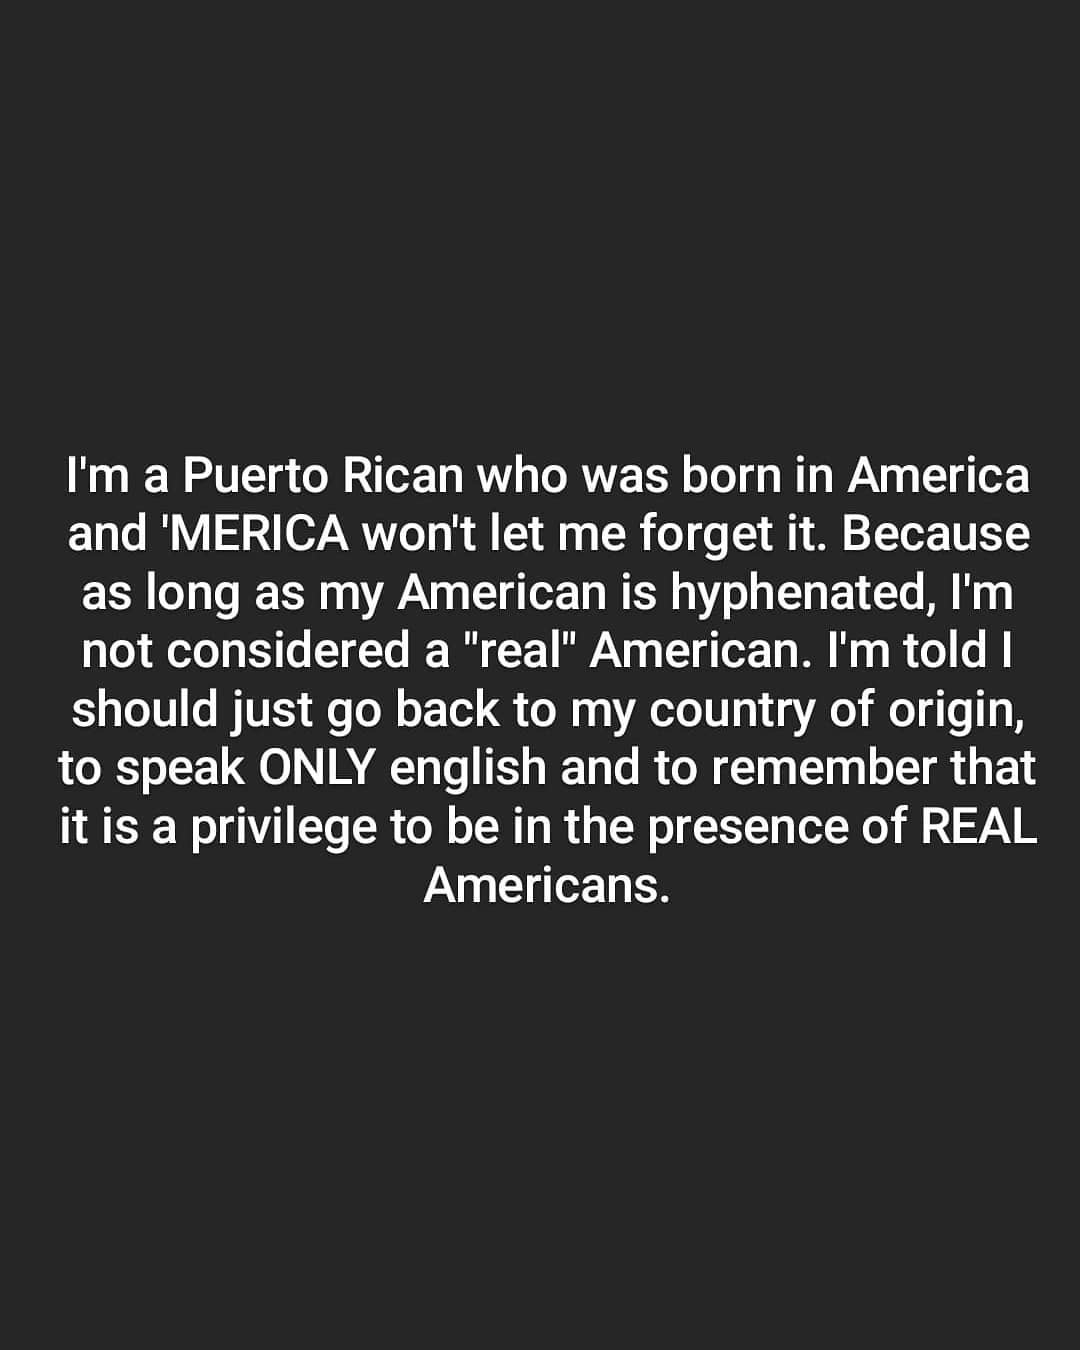 I'm a Puerto Rican who was born in America
and 'MERICA won't let me forget it. Because
as long as my American is hyphenated, I'm
not considered a "real" American. I'm told I
should just go back to my country of origin,
to speak ONLY english and to remember that
it is a privilege to be in the presence of REAL
Americans.